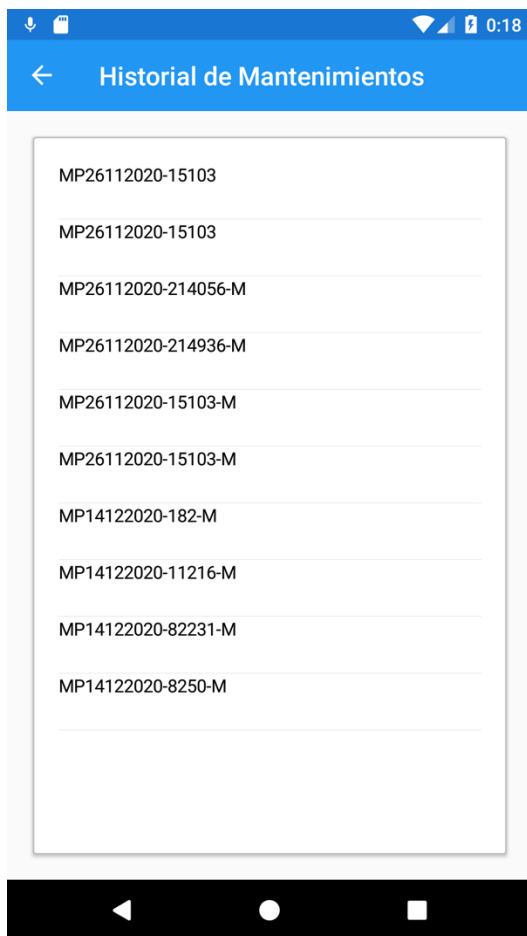 0:18
Historial de Mantenimientos
MP26112020-15103
MP26112020-15103
MP26112020-214056-M
MP26112020-214936-M
MP26112020-15103-M
MP26112020-15103-M
MP14122020-182-M
MP14122020-11216-M
MP14122020-82231-M
MP14122020-8250-M